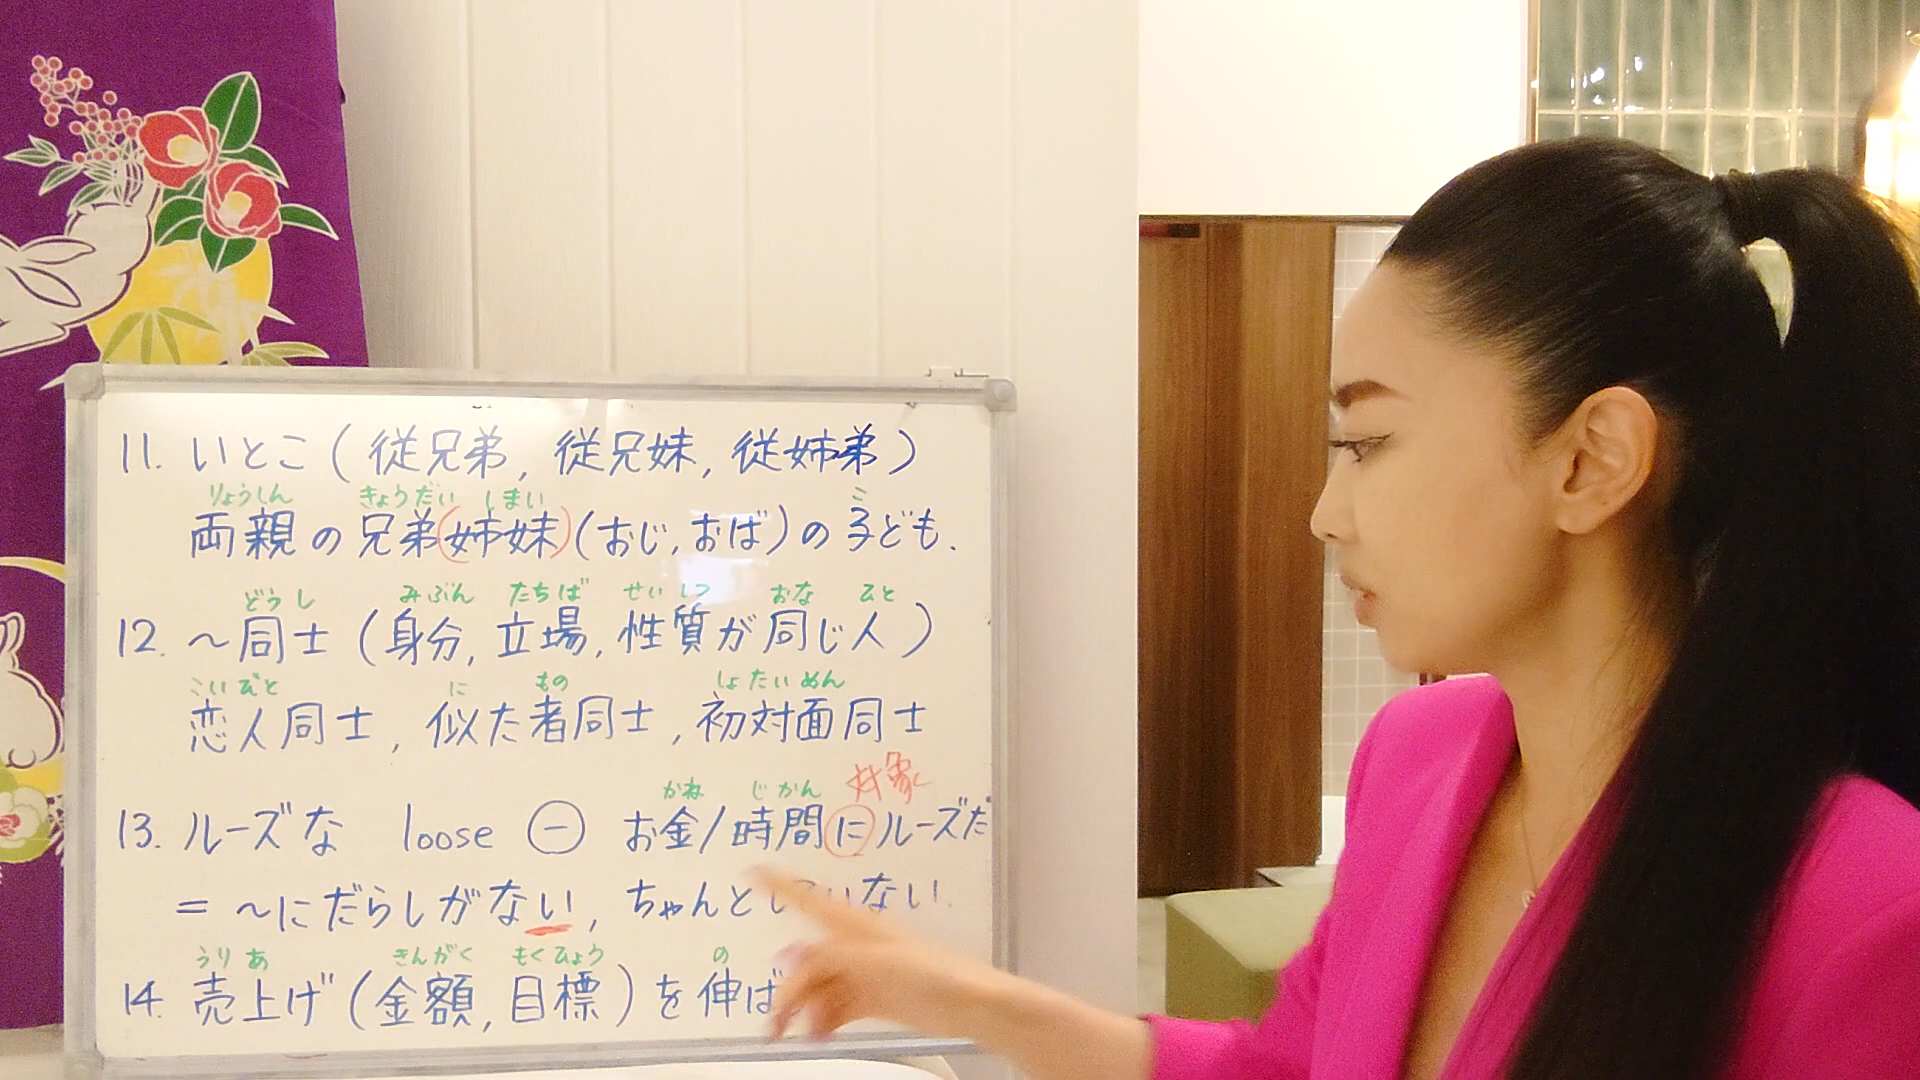 11. いとこ(従兄弟, 従兄妹, 従姉弟)
りょうしん きょうだい しまい こ
両親の兄弟(姉妹)(おじ,おば)の子ども.
どうし みぶん たちば せいしつ おな ひと
12. 〜同士(身分,立場,性質が同じ人)
こいびと に もの しょたいめん
恋人同士, 似た者同士, 初対面同士
対象
かね じかん
13. ルーズな loose ⊖ お金/時間にルーズだ
= 〜にだらしがない, ちゃんとしていない.
うりあ きんがく もくひょう の
14. 売上げ(金額,目標)を伸ば